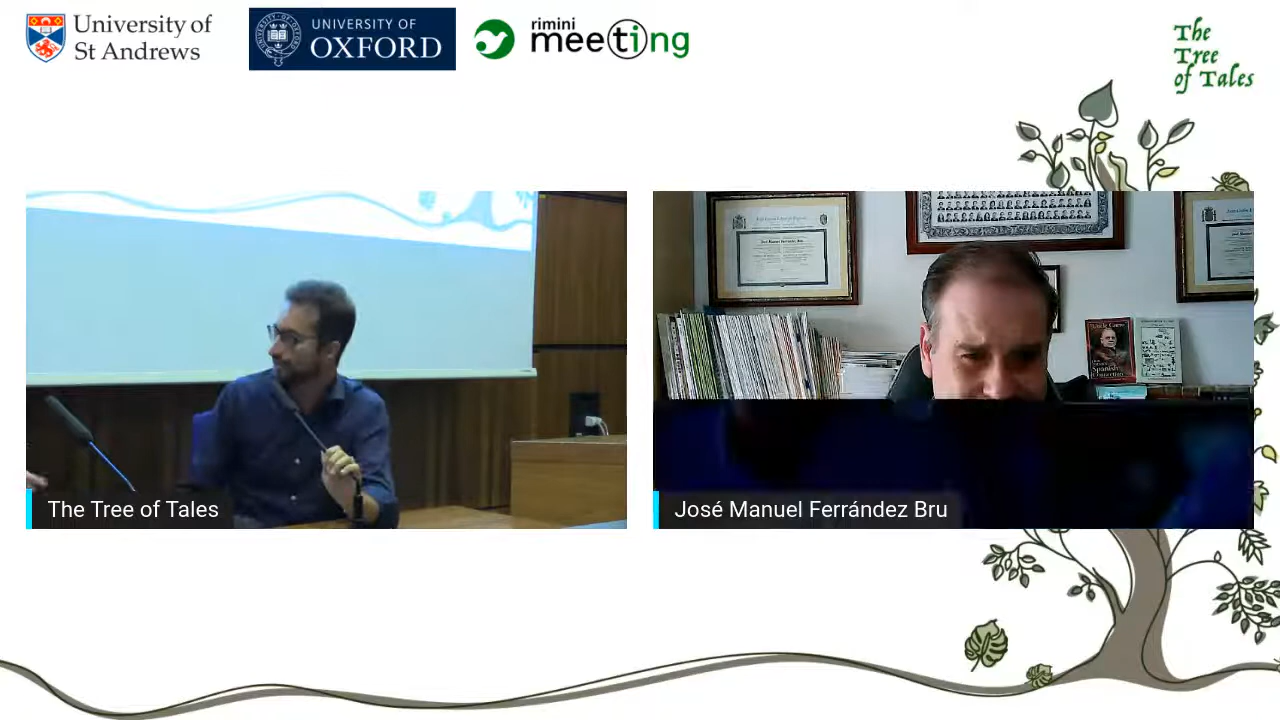 University of
St Andrews
UNIVERSITY OF
OXFORD
rimini
meeting
The
Tree
of Tales
The Tree of Tales
José Manuel Ferrández Bru